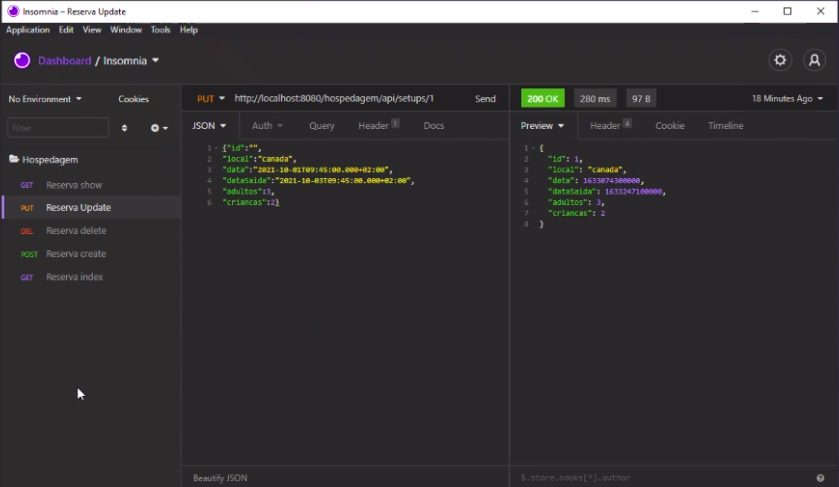 Insomnia – Reserva Update
Application Edit View Window Tools Help
Dashboard / Insomnia
No Environment Cookies
PUT http://localhost:8080/hospedagem/api/setups/1 Send
200 OK 280 ms 97 B 18 Minutes Ago
Filter
JSON Auth Query Header 1 Docs
Preview Header 4 Cookie Timeline
Hospedagem
GET Reserva show
PUT Reserva Update
DEL Reserva delete
POST Reserva create
GET Reserva index
1 {"id":"",
2 "local":"canada",
3 "data":"2021-10-01T09:45:00.000+02:00",
4 "dataSaida":"2021-10-03T09:45:00.000+02:00",
5 "adultos":3,
6 "criancas":2}
1 {
2 "id": 1,
3 "local": "canada",
4 "data": 1633074300000,
5 "dataSaida": 1633247100000,
6 "adultos": 3,
7 "criancas": 2
8 }
Beautify JSON
$.store.books[*].author